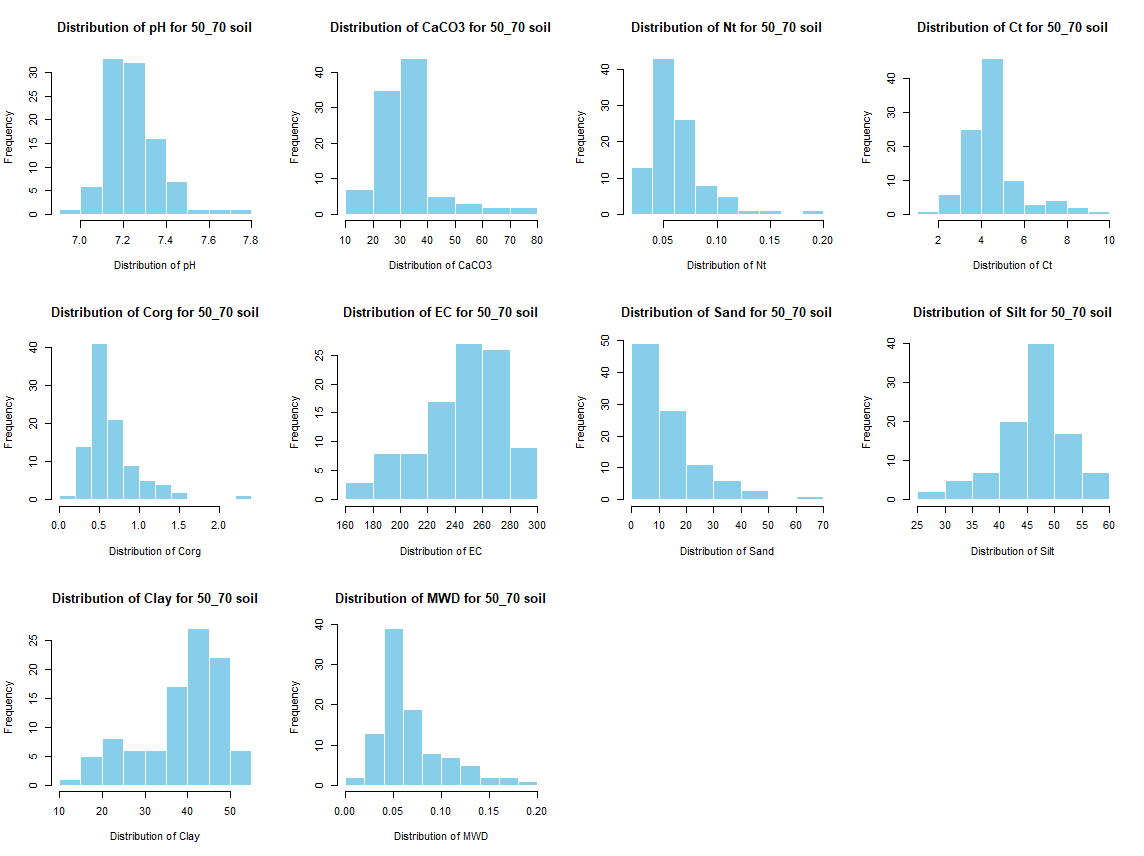 Distribution of pH for 50_70 soil
Frequency
0 5 10 15 20 25 30
7.0 7.2 7.4 7.6 7.8
Distribution of pH
Distribution of CaCO3 for 50_70 soil
Frequency
0 10 20 30 40
10 20 30 40 50 60 70 80
Distribution of CaCO3
Distribution of Nt for 50_70 soil
Frequency
0 10 20 30 40
0.05 0.10 0.15 0.20
Distribution of Nt
Distribution of Ct for 50_70 soil
Frequency
0 10 20 30 40
2 4 6 8 10
Distribution of Ct
Distribution of Corg for 50_70 soil
Frequency
0 10 20 30 40
0.0 0.5 1.0 1.5 2.0
Distribution of Corg
Distribution of EC for 50_70 soil
Frequency
0 5 10 15 20 25
160 180 200 220 240 260 280 300
Distribution of EC
Distribution of Sand for 50_70 soil
Frequency
0 10 20 30 40 50
0 10 20 30 40 50 60 70
Distribution of Sand
Distribution of Silt for 50_70 soil
Frequency
0 10 20 30 40
25 30 35 40 45 50 55 60
Distribution of Silt
Distribution of Clay for 50_70 soil
Frequency
0 5 10 15 20 25
10 20 30 40 50
Distribution of Clay
Distribution of MWD for 50_70 soil
Frequency
0 10 20 30 40
0.00 0.05 0.10 0.15 0.20
Distribution of MWD